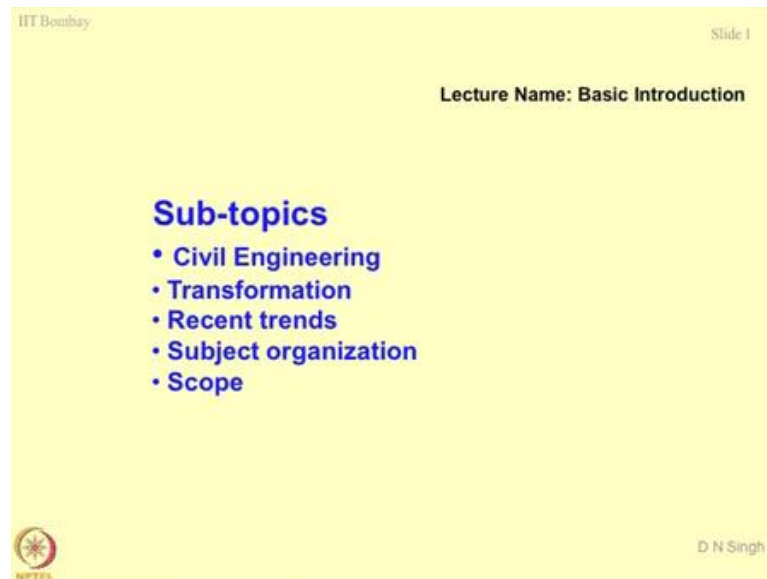 IIT Bombay
Slide 1
Lecture Name: Basic Introduction
Sub-topics
• Civil Engineering
• Transformation
• Recent trends
• Subject organization
• Scope
NPTEL
D N Singh